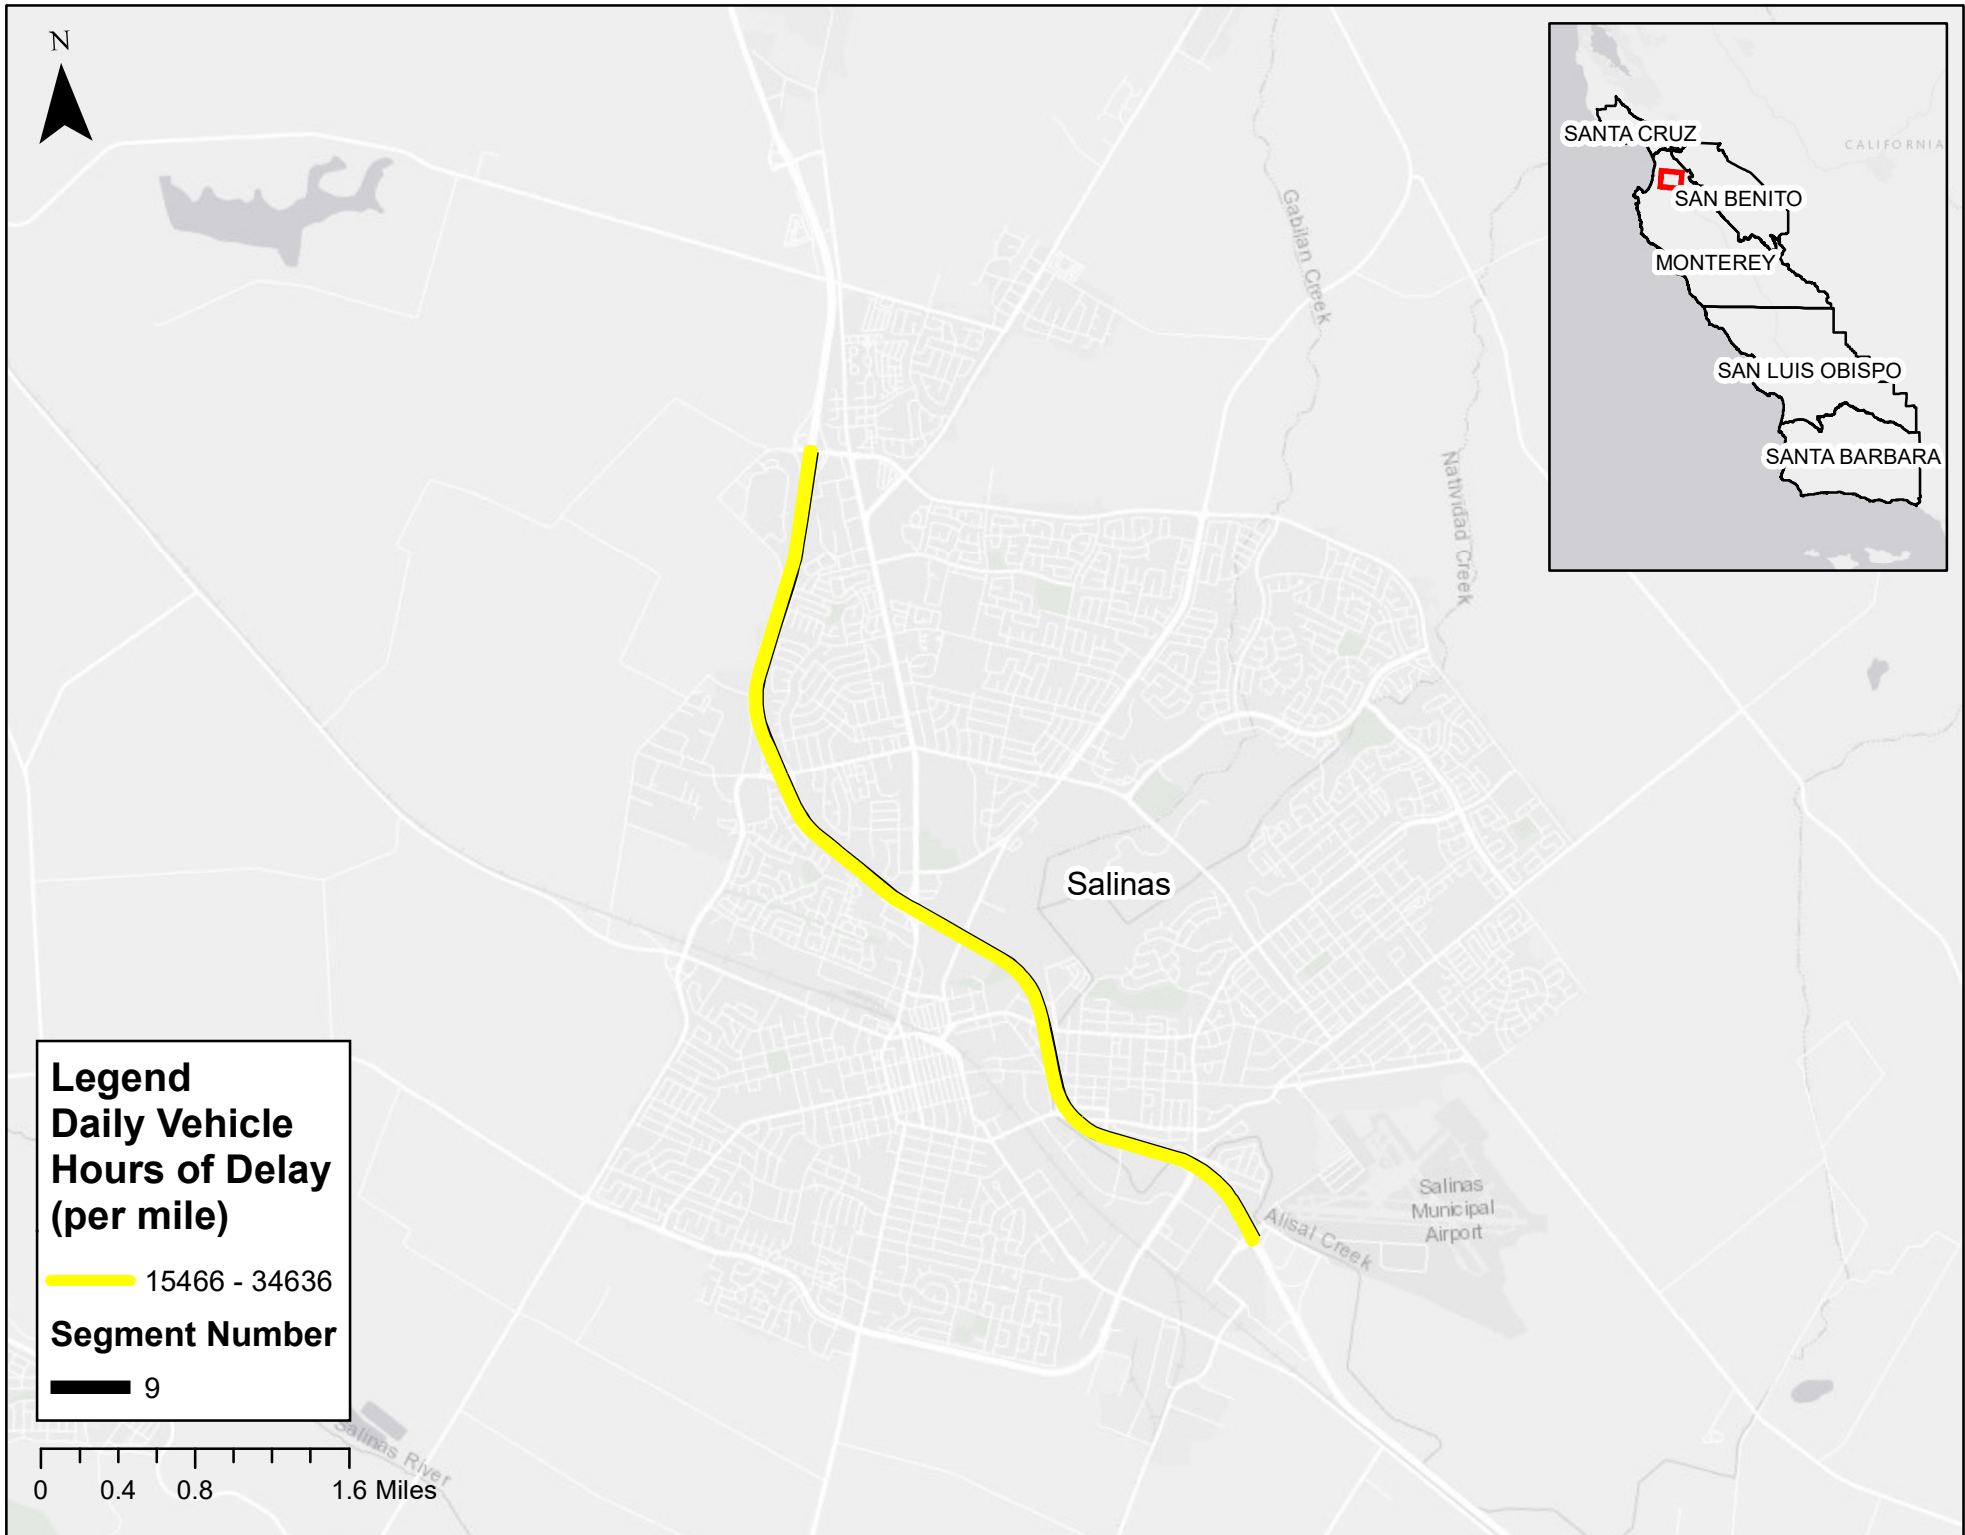 N
SANTA CRUZ
CALIFORNIA
SAN BENITO
MONTEREY
SAN LUIS OBISPO
SANTA BARBARA
Gabilan Creek
Natividad Creek
Salinas
Salinas
Municipal
Airport
Alisal Creek
Legend
Daily Vehicle
Hours of Delay
(per mile)
15466 - 34636
Segment Number
9
Salinas River
0 0.4 0.8 1.6 Miles